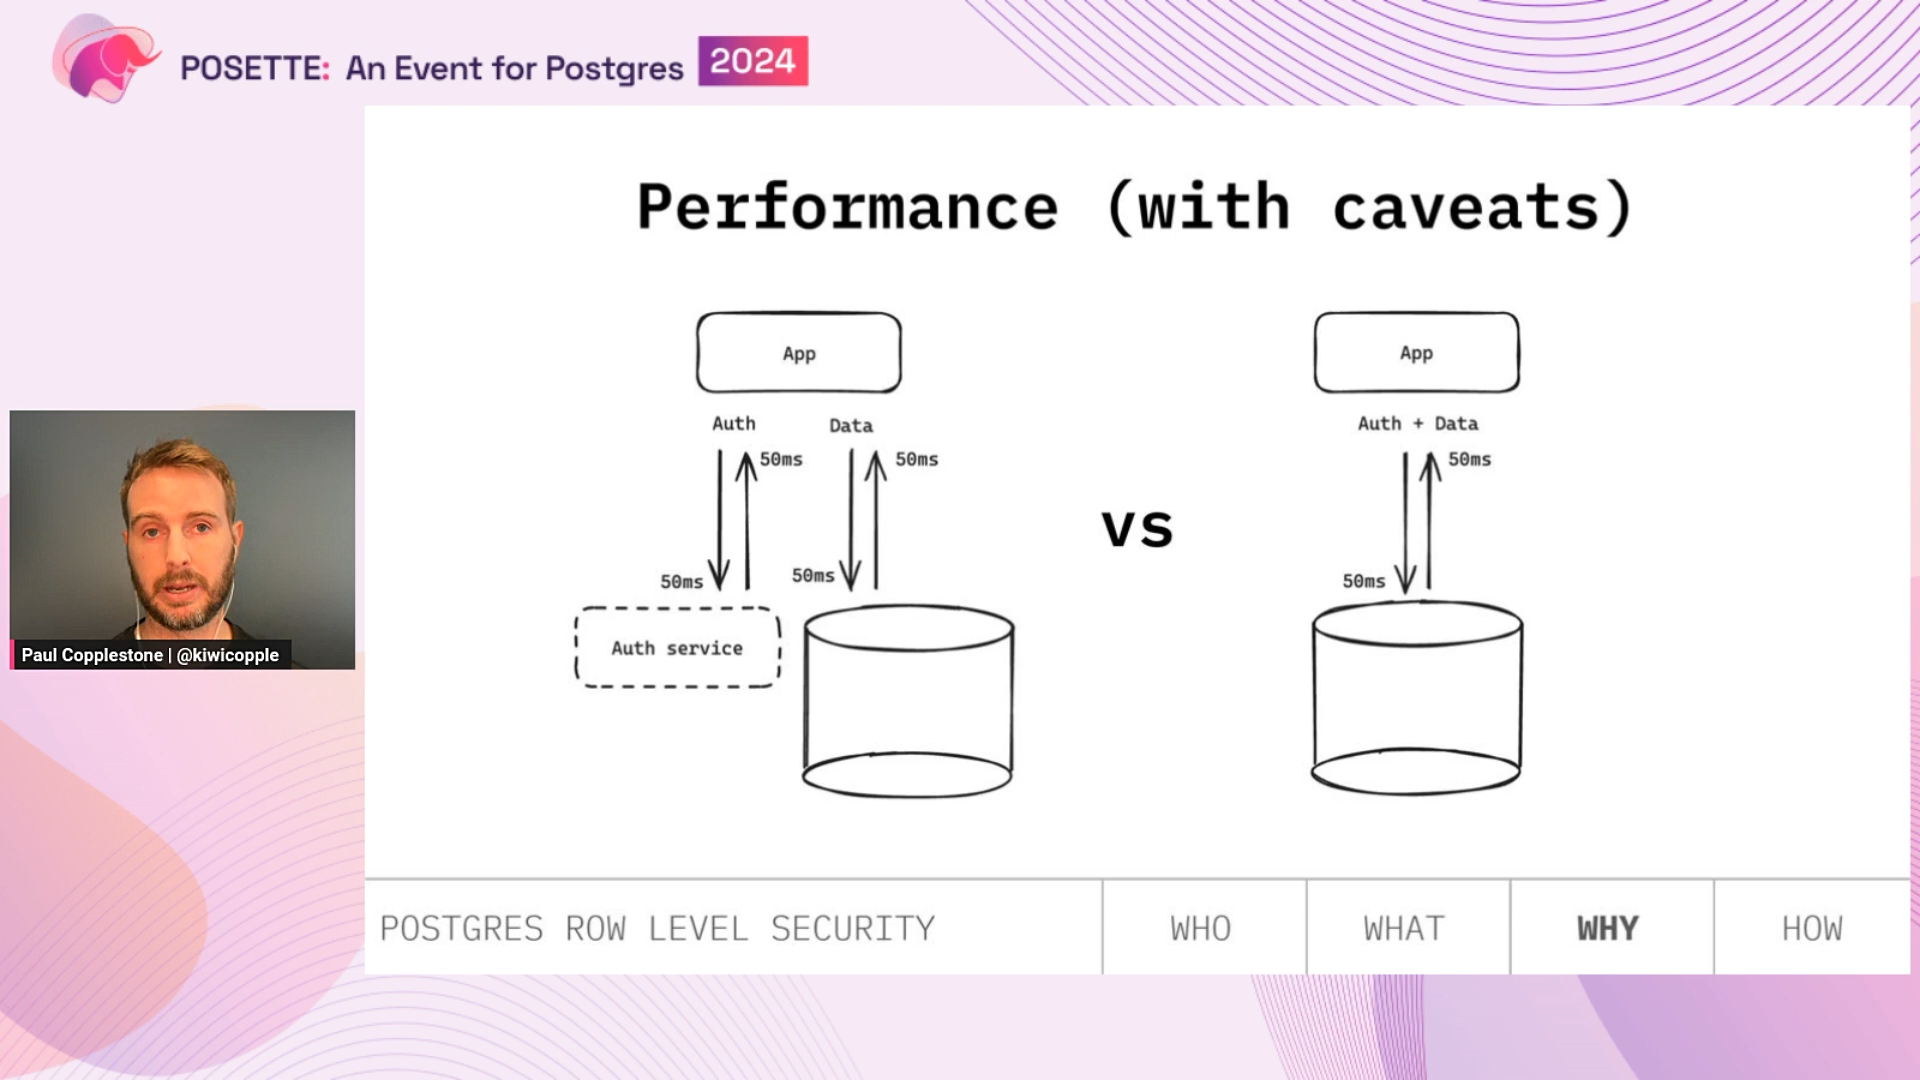 POSETTE: An Event for Postgres 2024
Performance (with caveats)
App
App
Auth
Data
Auth + Data
50ms
50ms
50ms
vs
50ms
50ms
50ms
Auth service
Paul Copplestone | @kiwicopple
POSTGRES ROW LEVEL SECURITY
WHO
WHAT
WHY
HOW